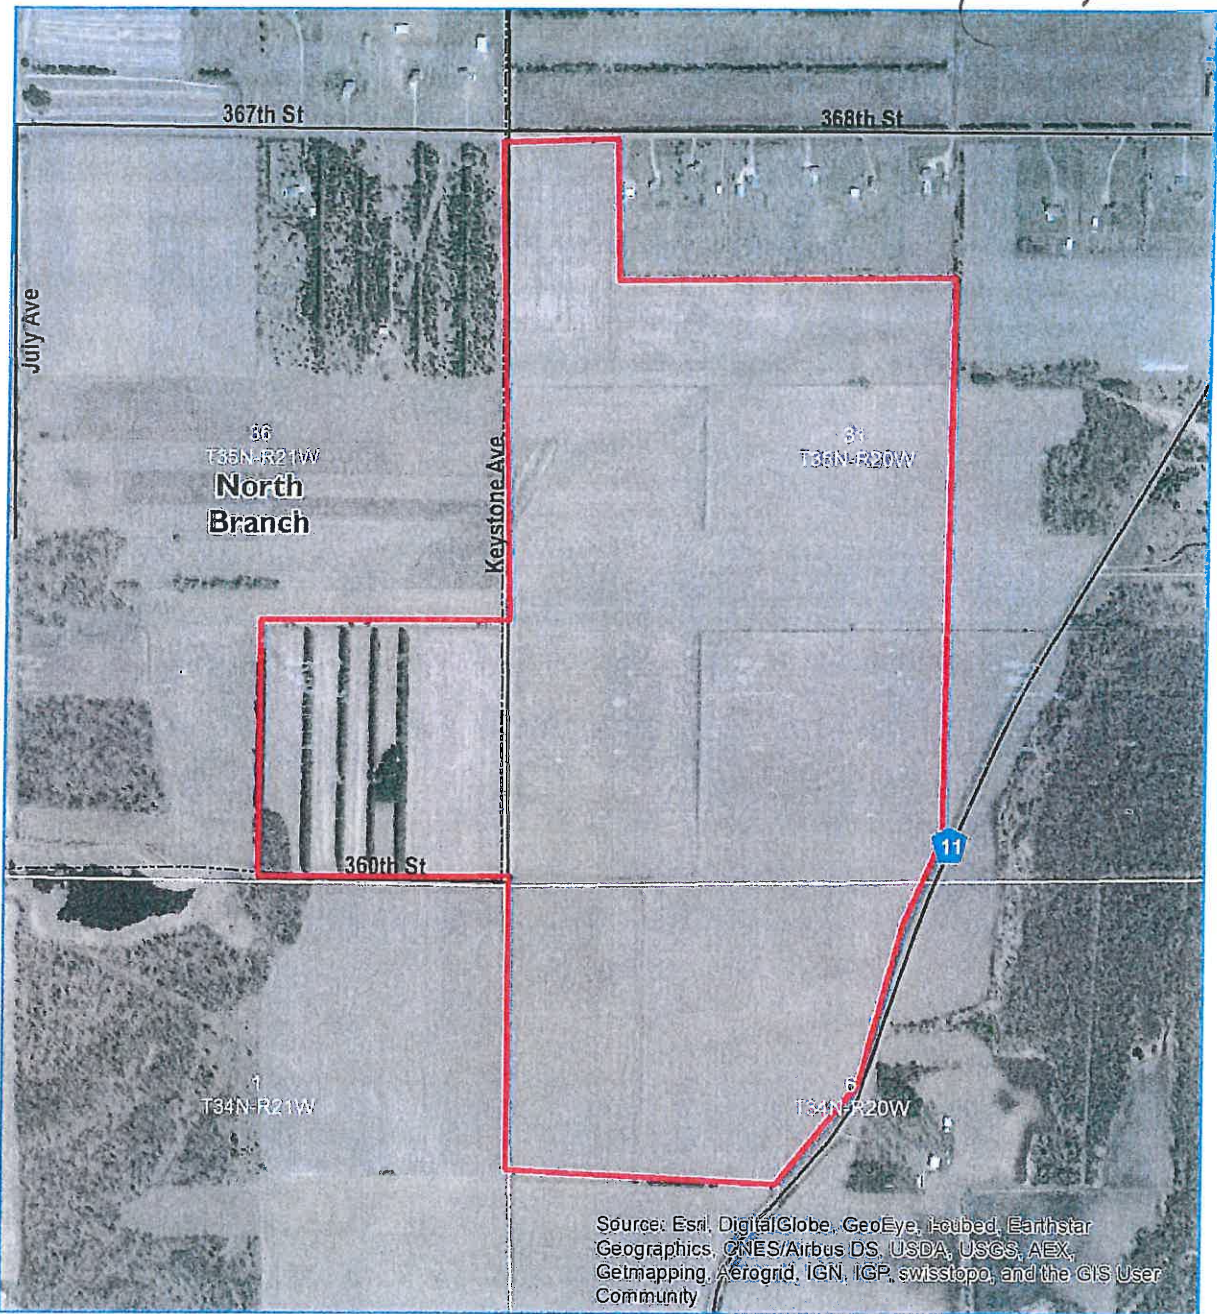 367th St
368th St
July Ave
36
T35N-R21W
North
Branch
Keystone Ave
31
T35N-R20W
360th St
11
1
T34N-R21W
6
T34N-R20W
Source: Esri, DigitalGlobe, GeoEye, i-cubed, Earthstar
Geographics, CNES/Airbus DS, USDA, USGS, AEX,
Getmapping, Aerogrid, IGN, IGP, swisstopo, and the GIS User
Community